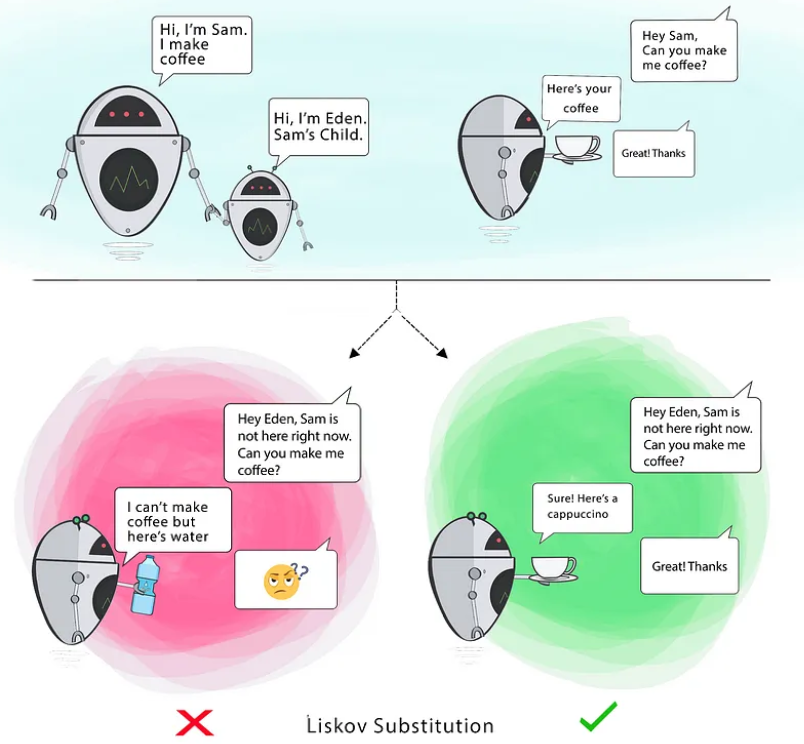 Hi, I'm Sam.
I make
coffee
Hi, I'm Eden.
Sam's Child.
Hey Sam,
Can you make
me coffee?
Here's your
coffee
Great! Thanks
Hey Eden, Sam is
not here right now.
Can you make me
coffee?
I can't make
coffee but
here's water
??
Hey Eden, Sam is
not here right now.
Can you make me
coffee?
Sure! Here's a
cappuccino
Great! Thanks
Liskov Substitution